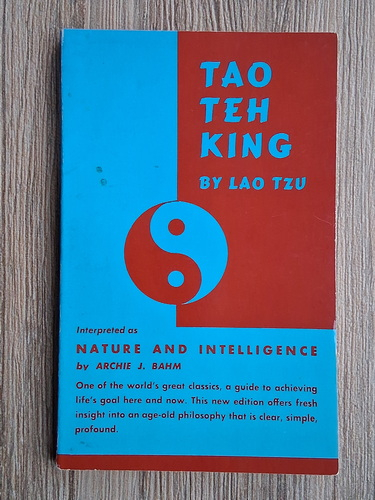 TAO
TEH
KING
BY LAO TZU
Interpreted as
NATURE AND INTELLIGENCE
by ARCHIE J. BAHM
One of the world's great classics, a guide to achieving
life's goal here and now. This new edition offers fresh
insight into an age-old philosophy that is clear, simple,
profound.